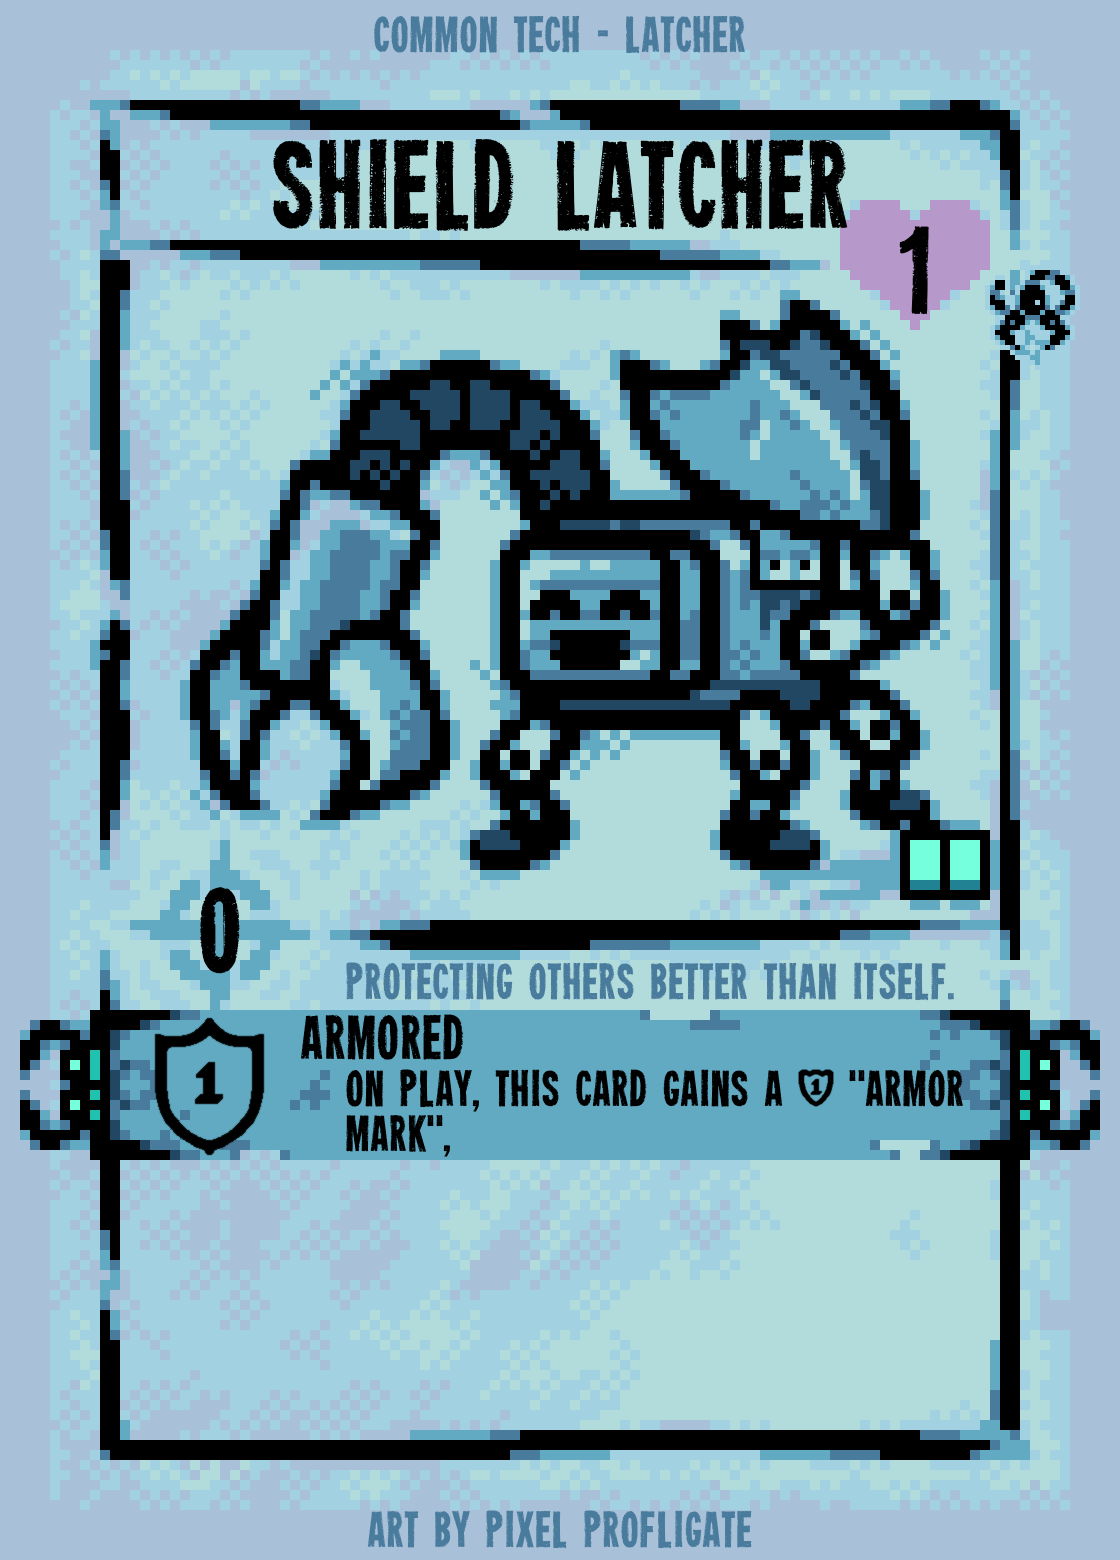 COMMON TECH - LATCHER
SHIELD LATCHER
1
0
PROTECTING OTHERS BETTER THAN ITSELF.
1
ARMORED
ON PLAY, THIS CARD GAINS A 1 "ARMOR
MARK",
ART BY PIXEL PROFLIGATE